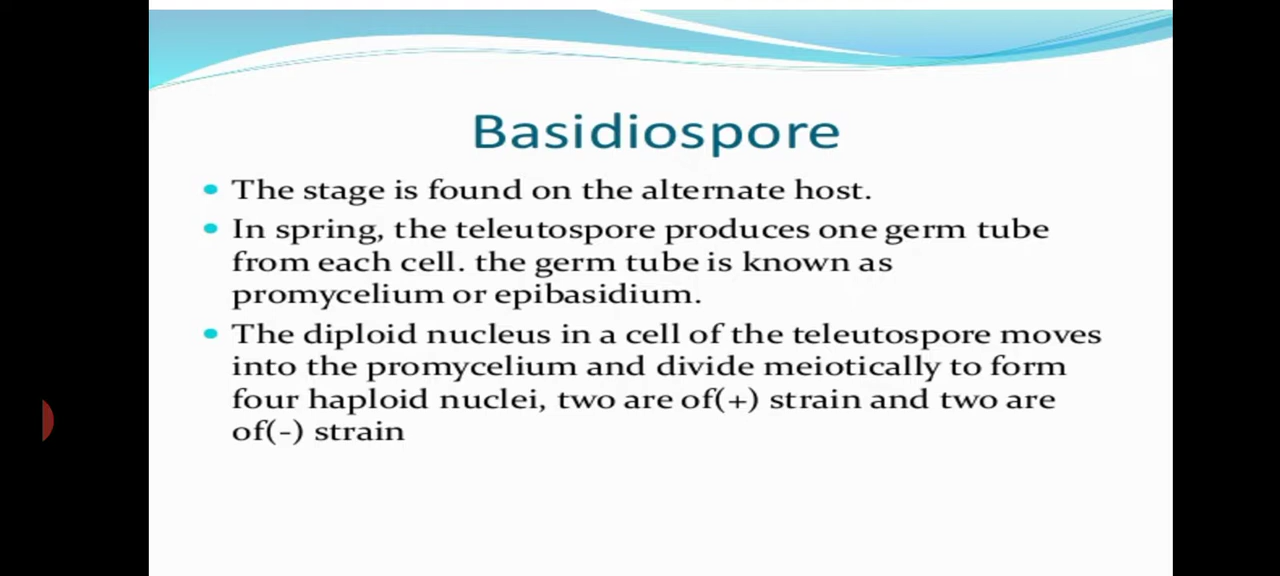 Basidiospore
• The stage is found on the alternate host.
• In spring, the teleutospore produces one germ tube
from each cell. the germ tube is known as
promycelium or epibasidium.
• The diploid nucleus in a cell of the teleutospore moves
into the promycelium and divide meiotically to form
four haploid nuclei, two are of(+) strain and two are
of(-) strain